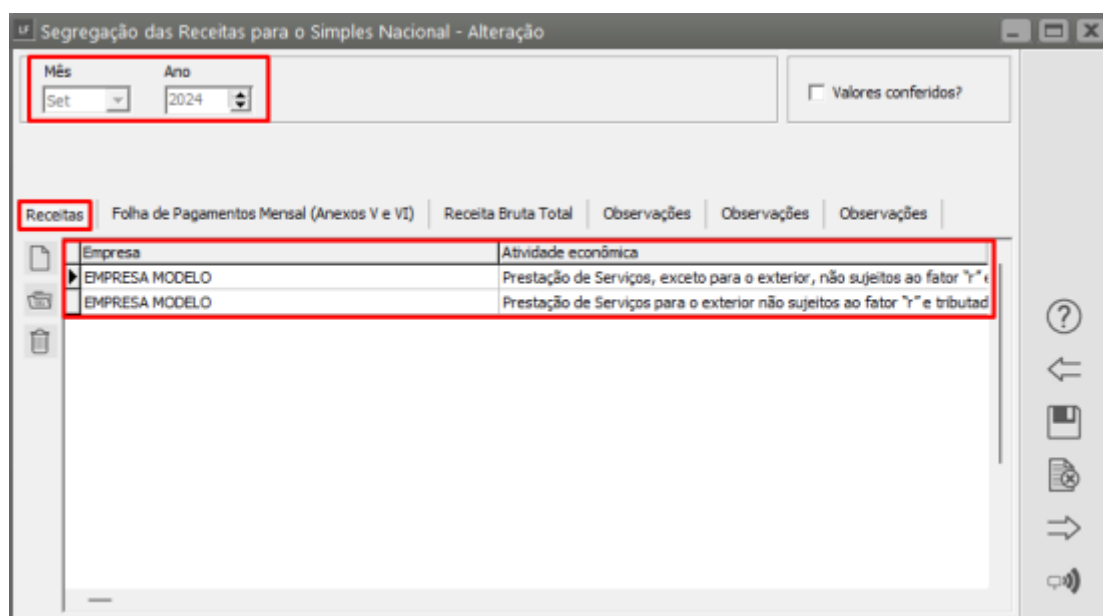 LF Segregação das Receitas para o Simples Nacional - Alteração
Mês Ano
Set 2024 Valores conferidos?
Receitas Folha de Pagamentos Mensal (Anexos V e VI) Receita Bruta Total Observações Observações Observações
Empresa Atividade econômica
EMPRESA MODELO Prestação de Serviços, exceto para o exterior, não sujeitos ao fator "r" e
EMPRESA MODELO Prestação de Serviços para o exterior não sujeitos ao fator "r" e tributad